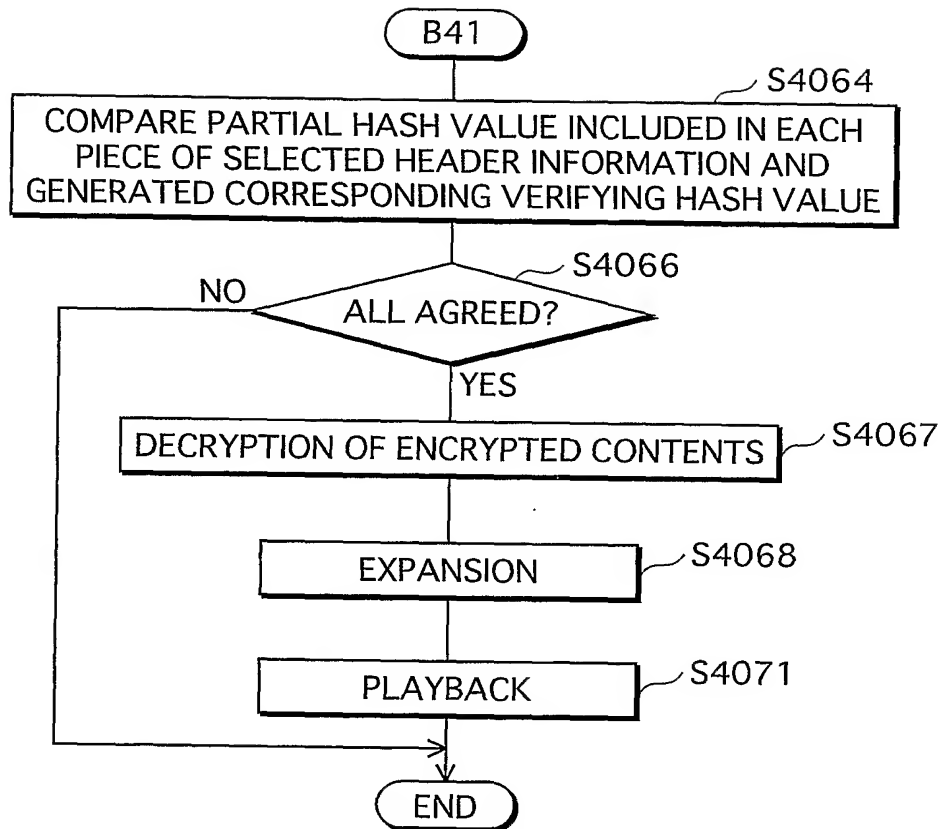 B41
S4064
COMPARE PARTIAL HASH VALUE INCLUDED IN EACH
PIECE OF SELECTED HEADER INFORMATION AND
GENERATED CORRESPONDING VERIFYING HASH VALUE
S4066
NO
ALL AGREED?
YES
S4067
DECRYPTION OF ENCRYPTED CONTENTS
S4068
EXPANSION
S4071
PLAYBACK
END